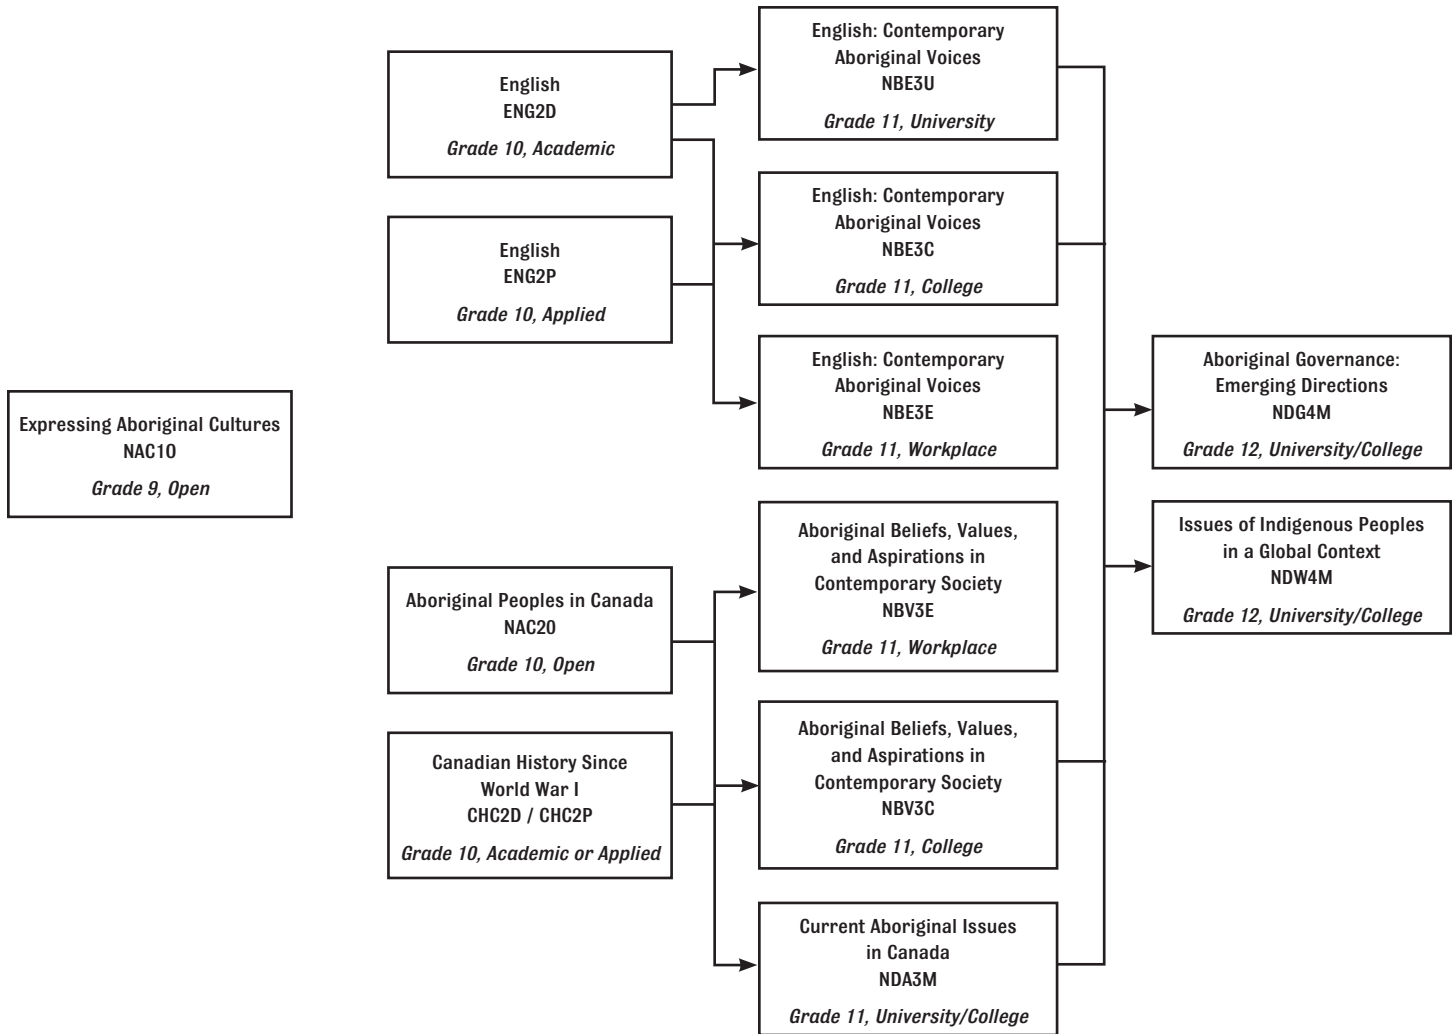 Expressing Aboriginal Cultures
NAC1O
Grade 9, Open
English
ENG2D
Grade 10, Academic
English
ENG2P
Grade 10, Applied
Aboriginal Peoples in Canada
NAC2O
Grade 10, Open
Canadian History Since
World War I
CHC2D / CHC2P
Grade 10, Academic or Applied
English: Contemporary
Aboriginal Voices
NBE3U
Grade 11, University
English: Contemporary
Aboriginal Voices
NBE3C
Grade 11, College
English: Contemporary
Aboriginal Voices
NBE3E
Grade 11, Workplace
Aboriginal Beliefs, Values,
and Aspirations in
Contemporary Society
NBV3E
Grade 11, Workplace
Aboriginal Beliefs, Values,
and Aspirations in
Contemporary Society
NBV3C
Grade 11, College
Current Aboriginal Issues
in Canada
NDA3M
Grade 11, University/College
Aboriginal Governance:
Emerging Directions
NDG4M
Grade 12, University/College
Issues of Indigenous Peoples
in a Global Context
NDW4M
Grade 12, University/College